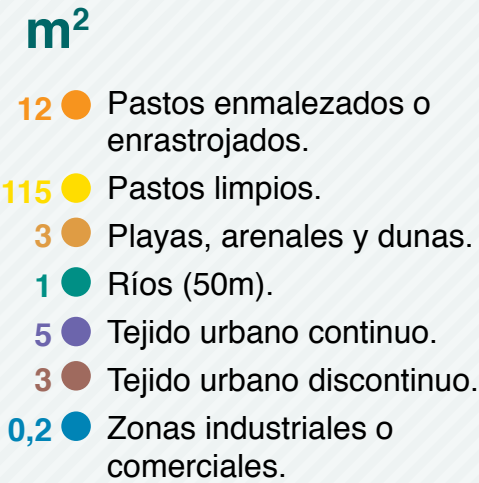 m²
12 Pastos enmalezados o
enrastrojados.
115 Pastos limpios.
3 Playas, arenales y dunas.
1 Ríos (50m).
5 Tejido urbano continuo.
3 Tejido urbano discontinuo.
0,2 Zonas industriales o
comerciales.